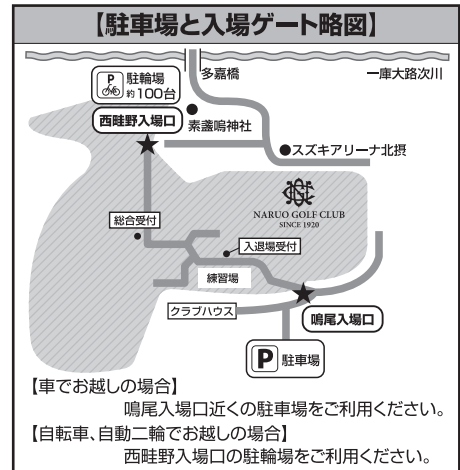 【駐車場と入場ゲート略図】
多嘉橋
一庫大路次川
P 駐輪場
約100台
西畦野入場口
素盞嗚神社
スズキアリーナ北摂
NARUO GOLF CLUB
SINCE 1920
総合受付
入退場受付
練習場
クラブハウス
鳴尾入場口
P 駐車場
【車でお越しの場合】
鳴尾入場口近くの駐車場をご利用ください。
【自転車、自動二輪でお越しの場合】
西畦野入場口の駐輪場をご利用ください。